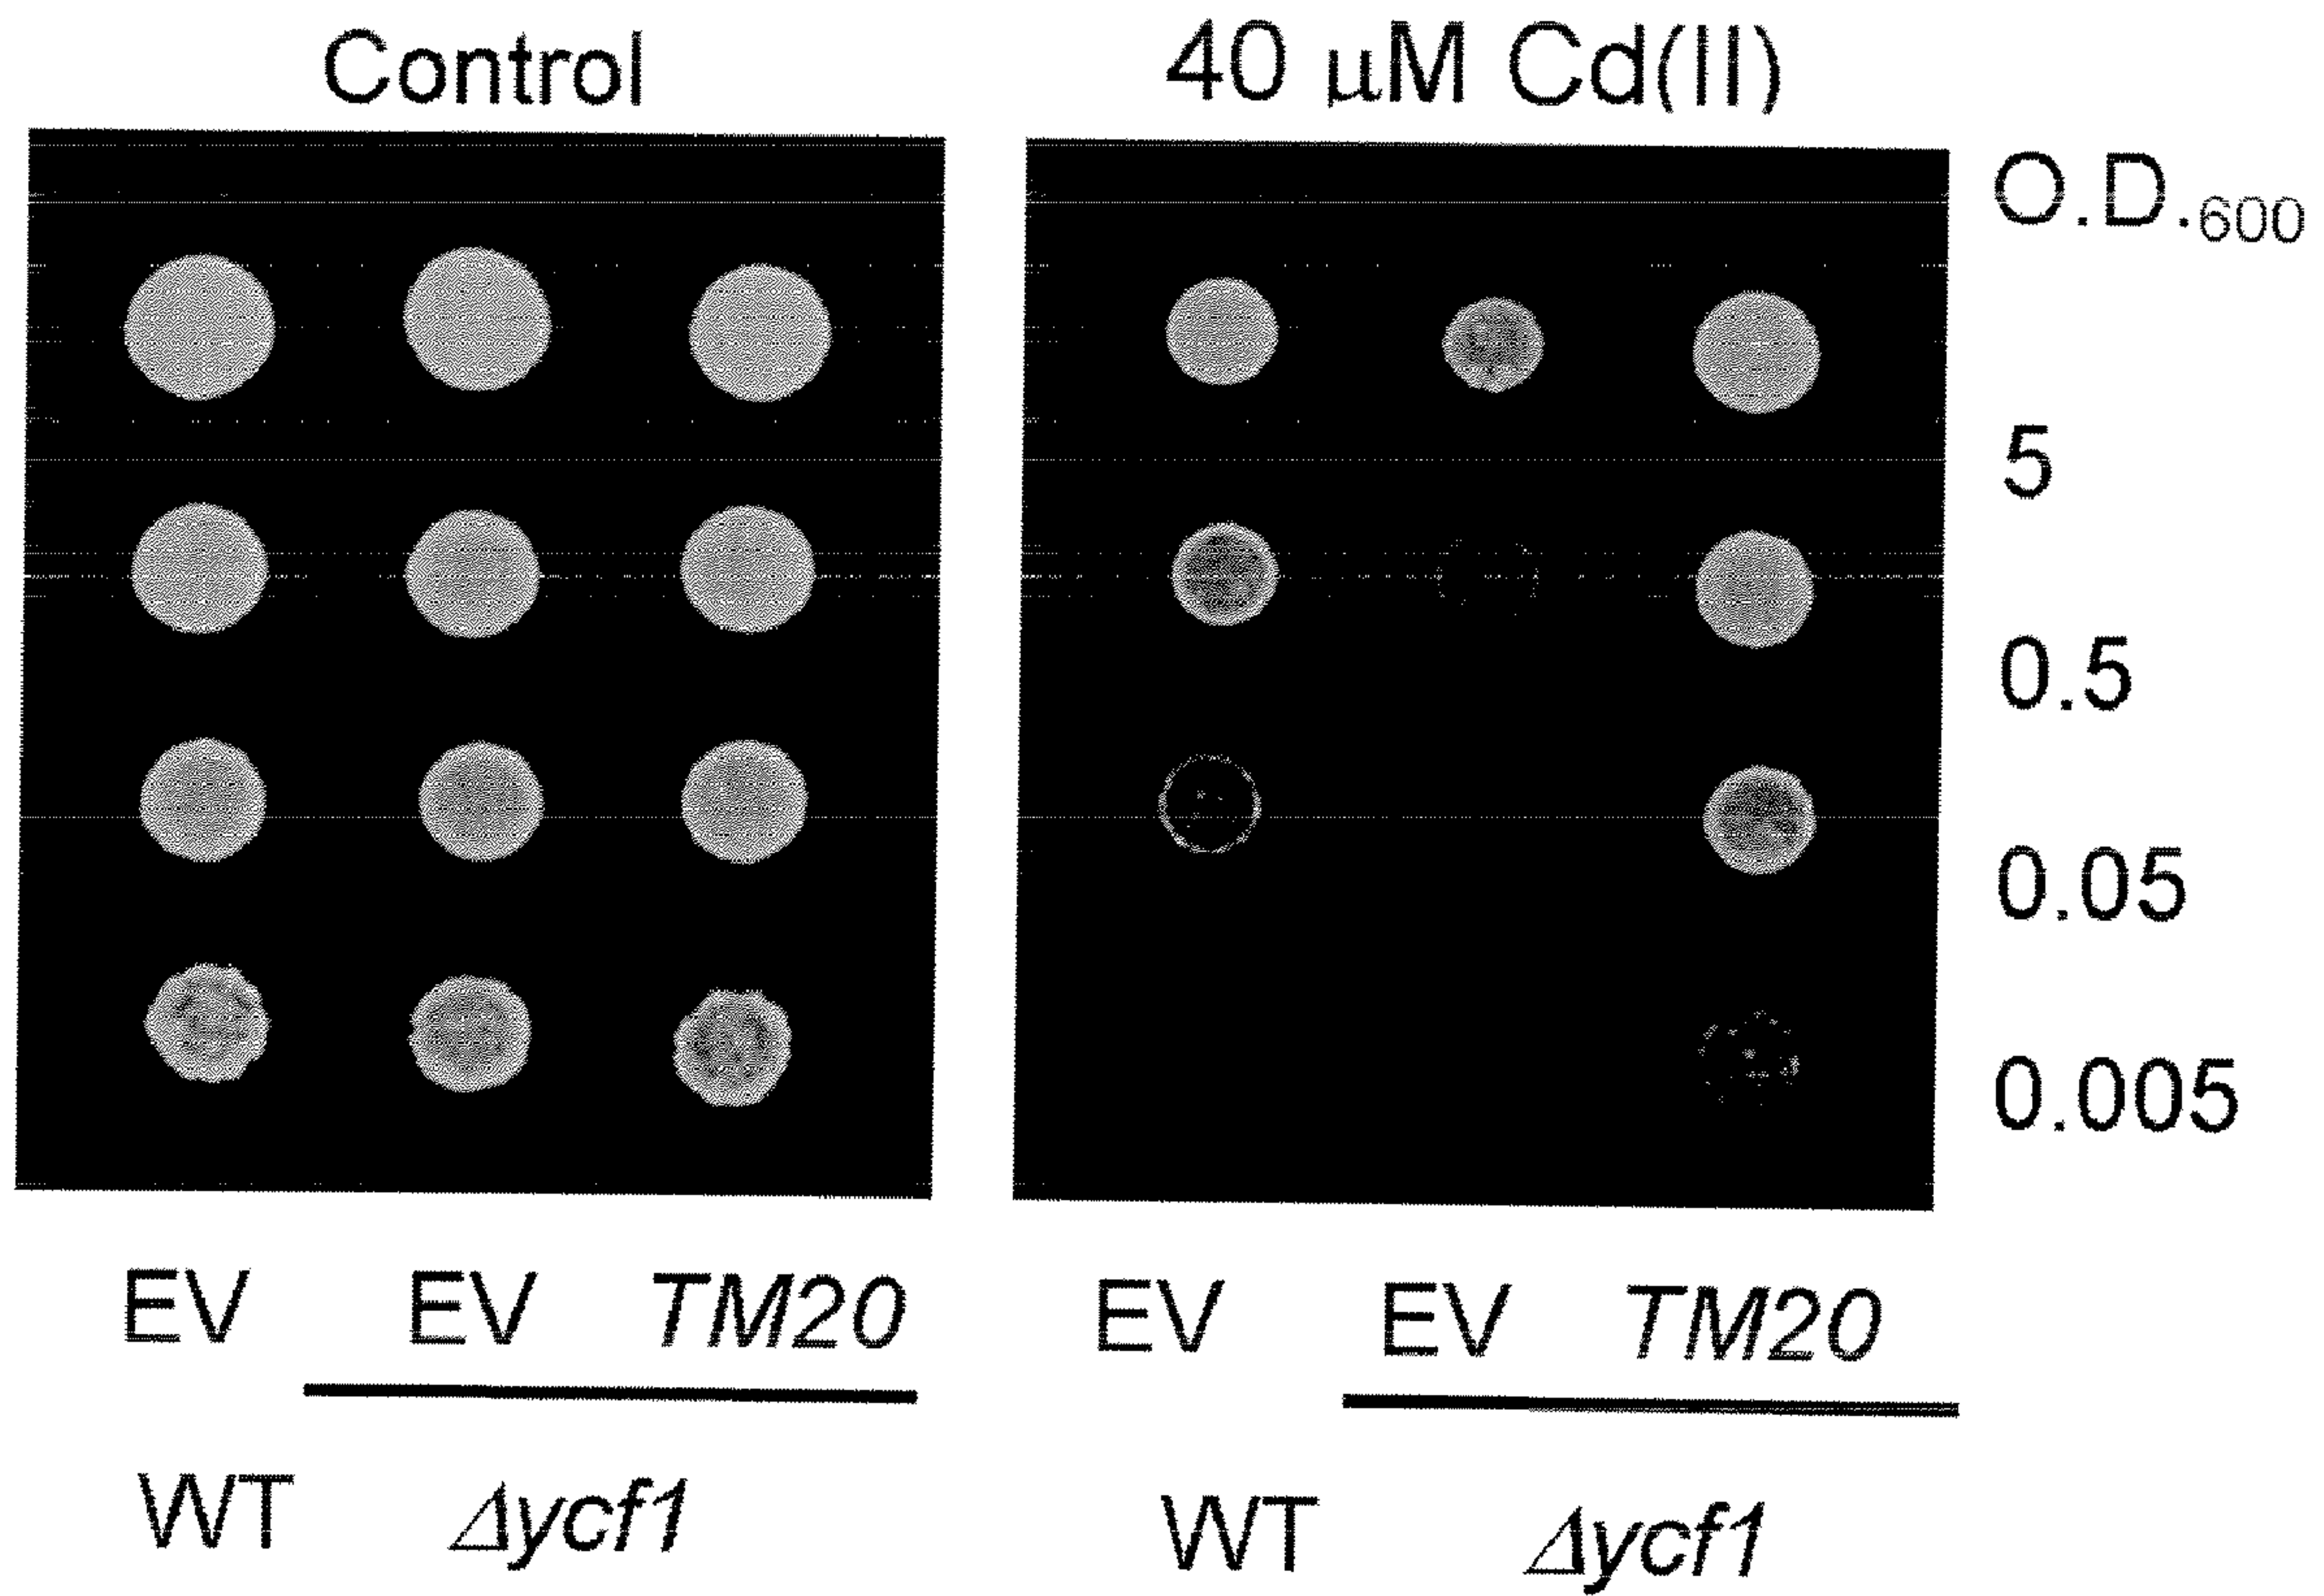 Control
40 μM Cd(II)
O.D.600
5
0.5
0.05
0.005
EV EV TM20
EV EV TM20
WT Δycf1
WT Δycf1